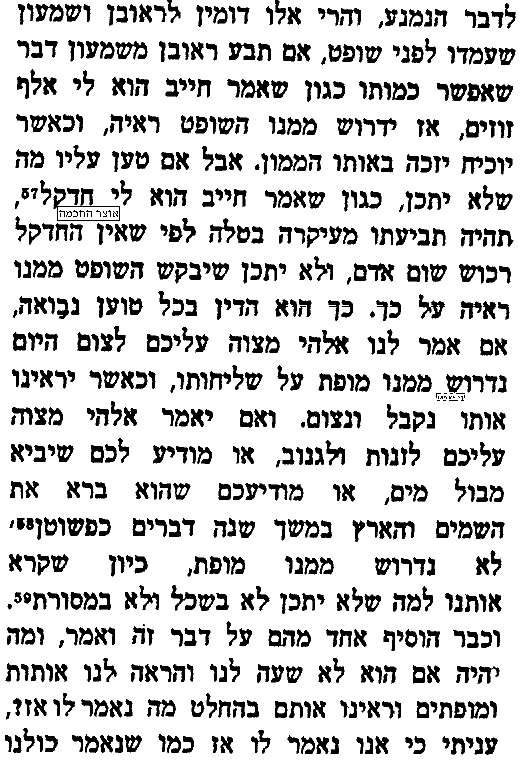 לדבר הנמנע, והרי אלו דומין לראובן ושמעון
שעמדו לפני שופט, אם תבע ראובן משמעון דבר
שאפשר כמותו כגון שאמר חייב הוא לי אלף
זוזים, אז ידרוש ממנו השופט ראיה, וכאשר
יוכיח יזכה באותו הממון. אבל אם טען עליו מה
שלא יתכן, כגון שאמר חייב הוא לי חדקל57,
אוצר החכמה
תהיה תביעתו מעיקרה בטלה לפי שאין החדקל
רכוש שום אדם, ולא יתכן שיבקש השופט ממנו
ראיה על כך. כך הוא הדין בכל טוען נבואה,
אם אמר לנו אלהי מצוה עליכם לצום היום
נדרוש ממנו מופת על שליחותו, וכאשר יראינו
אותו נקבל ונצום. ואם יאמר אלהי מצוה
עליכם לזנות ולגנוב, או מודיע לכם שיביא
מבול מים, או מודיעכם שהוא ברא את
השמים והארץ במשך שנה דברים כפשוטן58,
לא נדרוש ממנו מופת, כיון שקרא
אותנו למה שלא יתכן לא בשכל ולא במסורת59.
וכבר הוסיף אחד מהם על דבר זה ואמר, ומה
יהיה אם הוא לא שעה לנו והראה לנו אותות
ומופתים וראינו אותם בהחלט מה נאמר לו אז?,
עניתי כי אנו נאמר לו אז כמו שנאמר כולנו